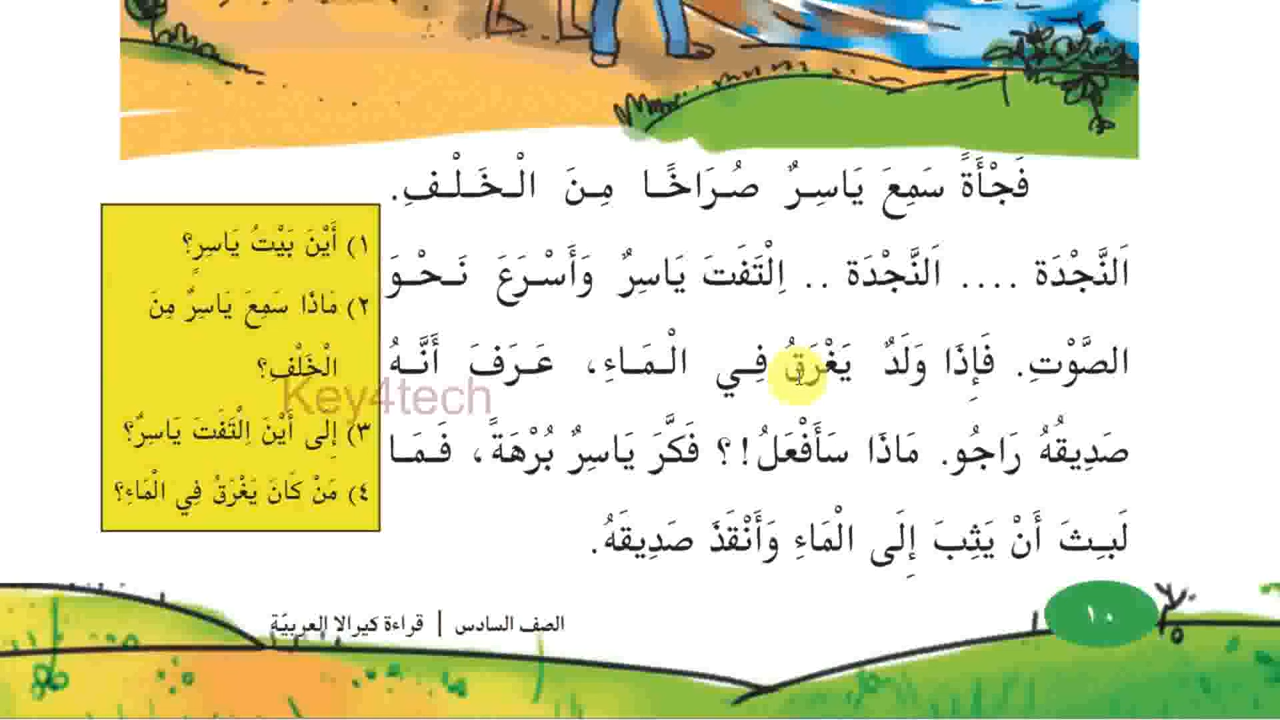 فَجْأَةً سَمِعَ يَاسِرٌ صُرَاخًا مِنَ الْخَلْفِ.
اَلنَّجْدَة .... اَلنَّجْدَة .. اِلْتَفَتَ يَاسِرٌ وَأَسْرَعَ نَحْوَ
الصَّوْتِ. فَإِذَا وَلَدٌ يَغْرَقُ فِي الْمَاءِ، عَرَفَ أَنَّهُ
صَدِيقُهُ رَاجُو. مَاذَا سَأَفْعَلُ!؟ فَكَّرَ يَاسِرٌ بُرْهَةً، فَمَا
لَبِثَ أَنْ يَثِبَ إِلَى الْمَاءِ وَأَنْقَذَ صَدِيقَهُ.
١) أَيْنَ بَيْتُ يَاسِرٍ؟
٢) مَاذَا سَمِعَ يَاسِرٌ مِنَ
الْخَلْفِ؟
٣) إِلى أَيْنَ اِلْتَفَتَ يَاسِرٌ؟
٤) مَنْ كَانَ يَغْرَقُ فِي الْمَاءِ؟
Key4tech
١٠
الصف السادس | قراءة كيرالا العربيّة